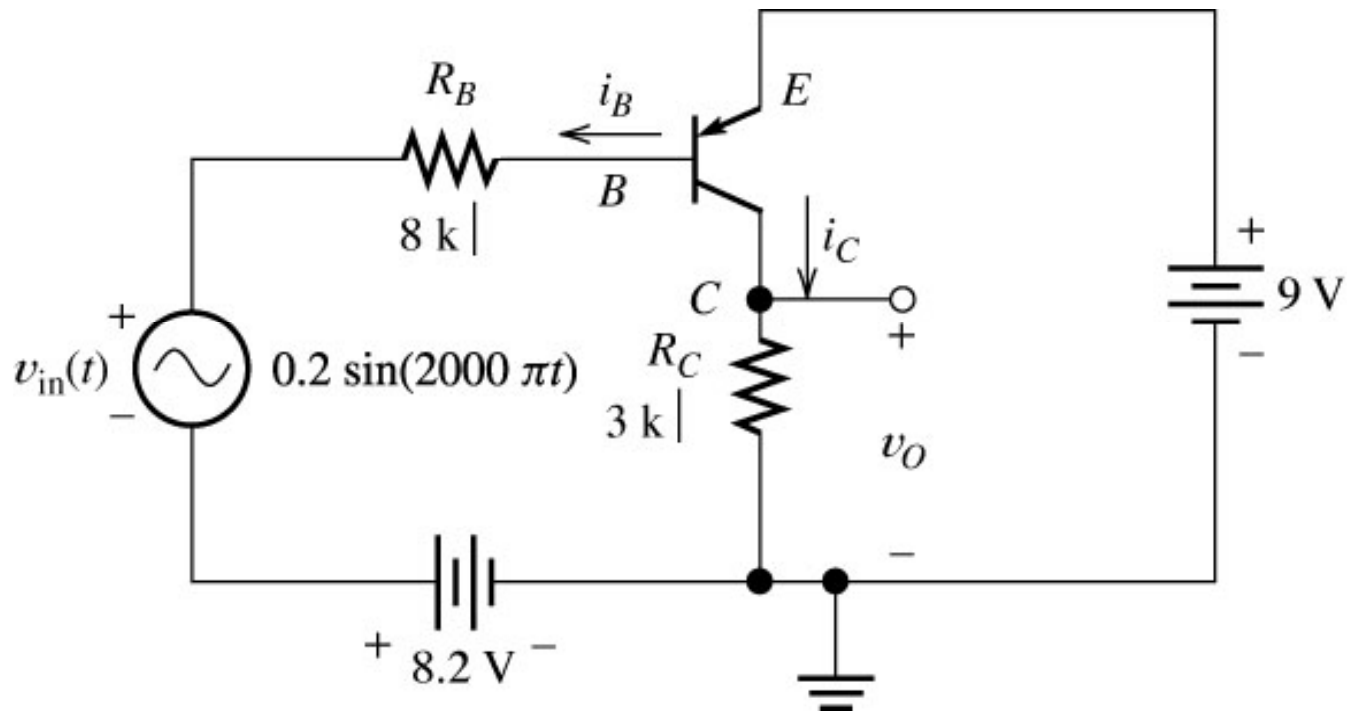 E
R_B
i_B
B
8 k|
+
i_C
C
9 V
+
v_in(t)
0.2 sin(2000 πt)
+
−
−
R_C
3 k|
v_O
−
+ 8.2 V −